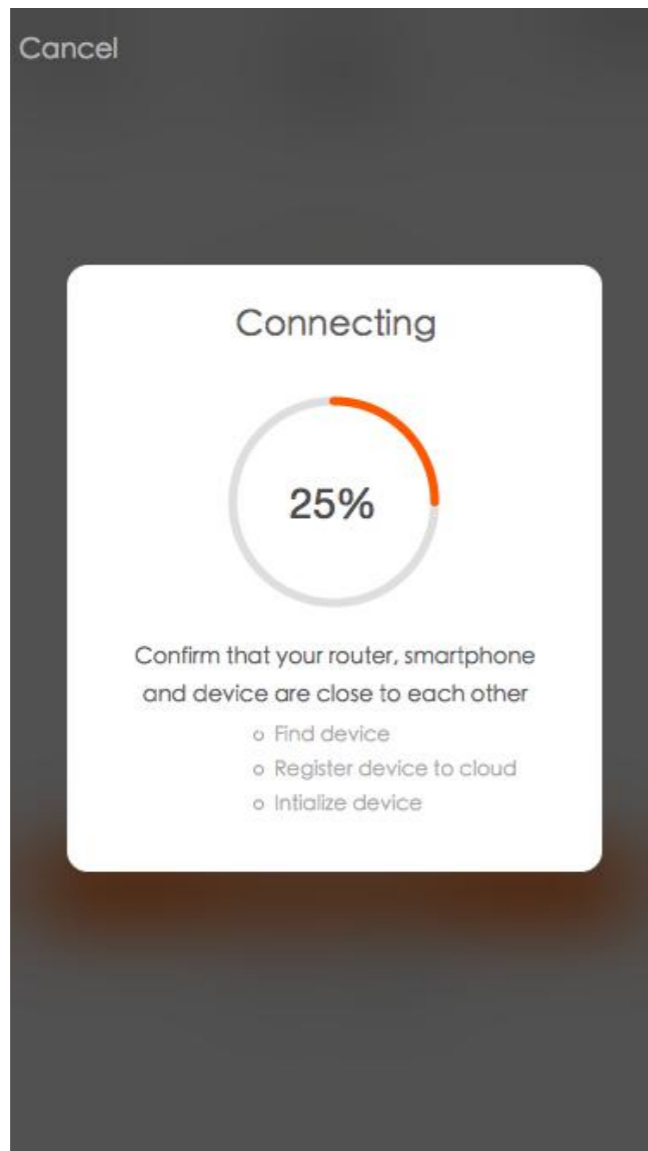 Cancel
Connecting
25%
Confirm that your router, smartphone
and device are close to each other
Find device
Register device to cloud
Intialize device